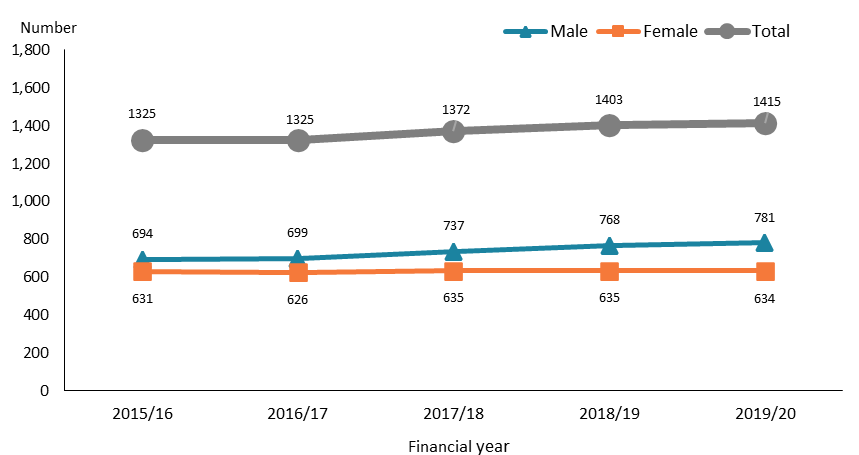 Number
Male Female Total
1,800
1,600
1,400
1,200
1,000
800
600
400
200
0
1325 1325 1372 1403 1415
694 699 737 768 781
631 626 635 635 634
2015/16 2016/17 2017/18 2018/19 2019/20
Financial year